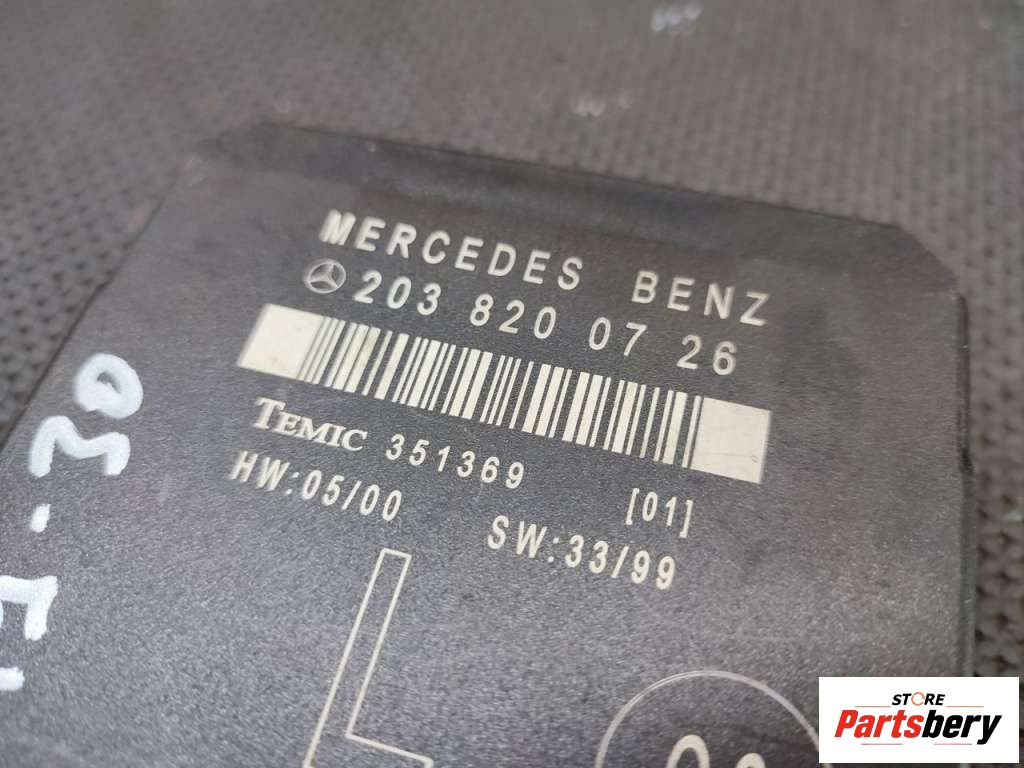 MERCEDES BENZ
203 820 07 26
TEMIC 351369 [01]
HW:05/00 SW:33/99
L
STORE
Partsbery